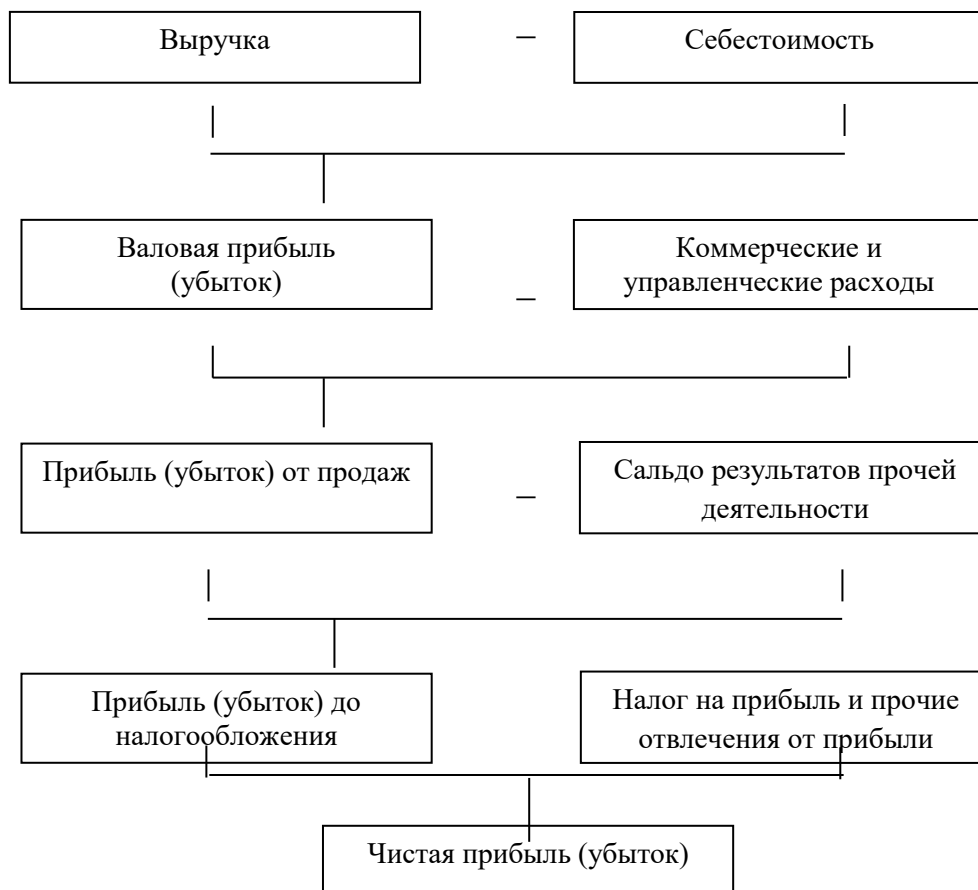 Выручка – Себестоимость
Валовая прибыль
(убыток)
–
Коммерческие и
управленческие расходы
Прибыль (убыток) от продаж
–
Сальдо результатов прочей
деятельности
Прибыль (убыток) до
налогообложения
Налог на прибыль и прочие
отвлечения от прибыли
Чистая прибыль (убыток)